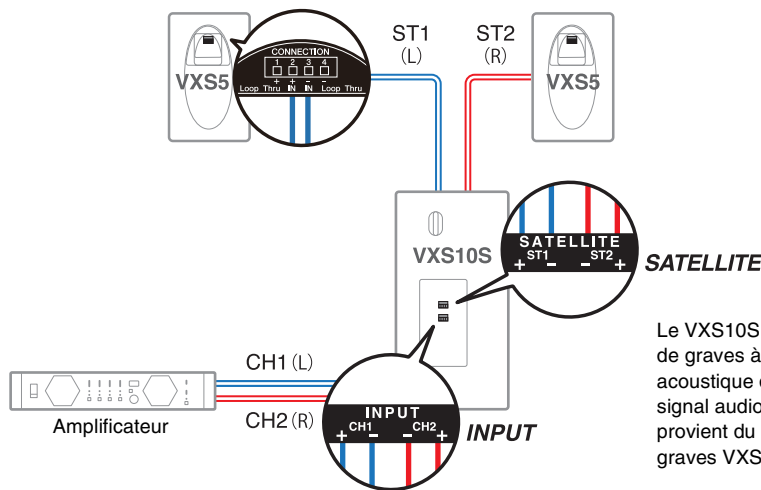 ST1
(L)
ST2
(R)
VXS5
CONNECTION
1 2 3 4
+ + − −
Loop Thru IN IN Loop Thru
VXS5
VXS10S
SATELLITE
+ ST1 − − ST2 +
SATELLITE
CH1 (L)
CH2 (R)
Amplificateur
INPUT
+ CH1 − − CH2 +
INPUT
Le VXS10S
de graves à
acoustique
signal audio
provient du
graves VXS